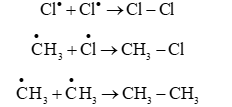 Cl• + Cl• → Cl – Cl
ĊH₃ + Ċl → CH₃ – Cl
ĊH₃ + ĊH₃ → CH₃ – CH₃